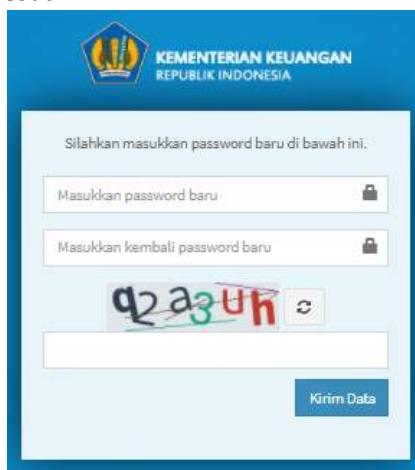 KEMENTERIAN KEUANGAN
REPUBLIK INDONESIA
Silahkan masukkan password baru di bawah ini.
Masukkan password baru
Masukkan kembali password baru
q2a3uh
Kirim Data